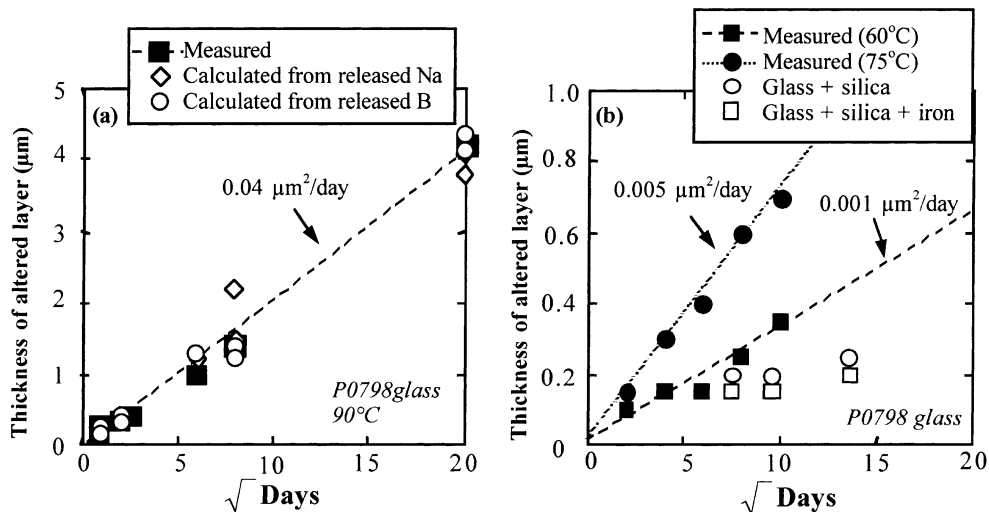 Measured
Calculated from released Na
Calculated from released B
(a)
5
4
3
2
1
0
Thickness of altered layer (μm)
0.04 μm²/day
P0798glass
90°C
0
5
10
15
20
√ Days
Measured (60°C)
Measured (75°C)
Glass + silica
Glass + silica + iron
(b)
1.0
0.8
0.6
0.4
0.2
0
Thickness of altered layer (μm)
0.005 μm²/day
0.001 μm²/day
P0798 glass
0
5
10
15
20
√ Days